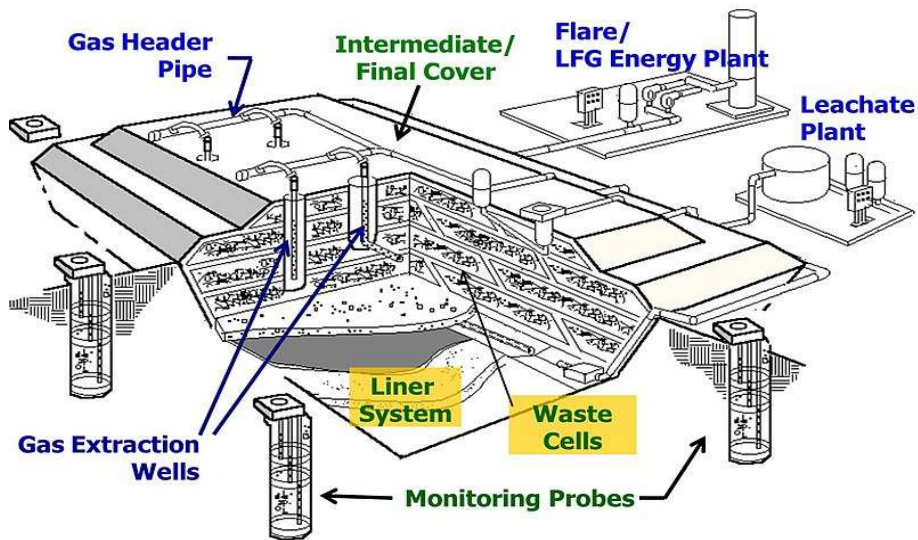 Gas Header
Pipe
Intermediate/
Final Cover
Flare/
LFG Energy Plant
Leachate
Plant
Liner
System
Waste
Cells
Gas Extraction
Wells
Monitoring Probes